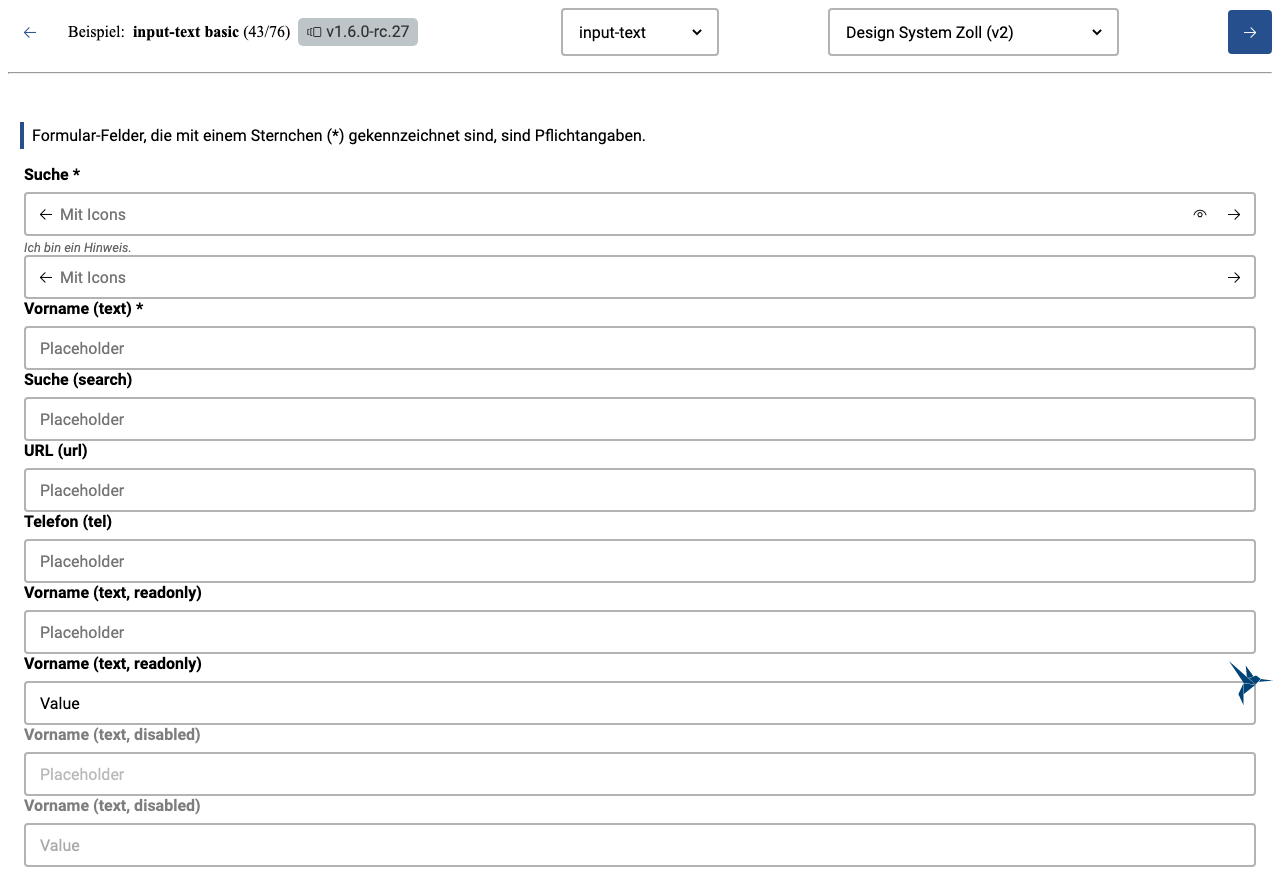 Beispiel: input-text basic (43/76) v1.6.0-rc.27 input-text Design System Zoll (v2)
Formular-Felder, die mit einem Sternchen (*) gekennzeichnet sind, sind Pflichtangaben.
Suche *
Mit Icons
Ich bin ein Hinweis.
Mit Icons
Vorname (text) *
Placeholder
Suche (search)
Placeholder
URL (url)
Placeholder
Telefon (tel)
Placeholder
Vorname (text, readonly)
Placeholder
Vorname (text, readonly)
Value
Vorname (text, disabled)
Placeholder
Vorname (text, disabled)
Value